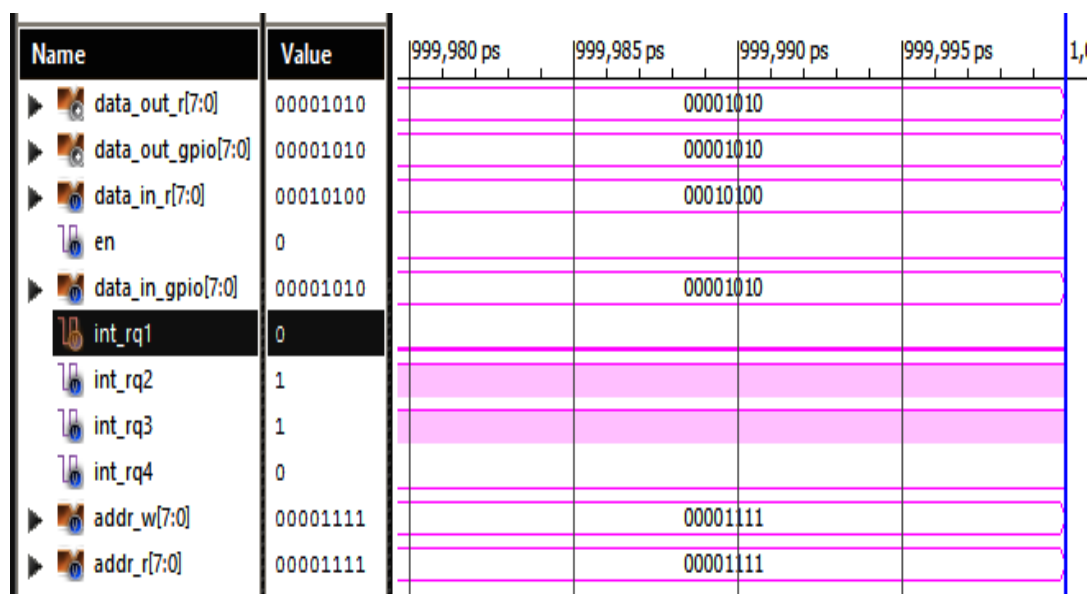 Name Value 999,980 ps 999,985 ps 999,990 ps 999,995 ps 1,
data_out_r[7:0] 00001010 00001010
data_out_gpio[7:0] 00001010 00001010
data_in_r[7:0] 00010100 00010100
en 0
data_in_gpio[7:0] 00001010 00001010
int_rq1 0
int_rq2 1
int_rq3 1
int_rq4 0
addr_w[7:0] 00001111 00001111
addr_r[7:0] 00001111 00001111